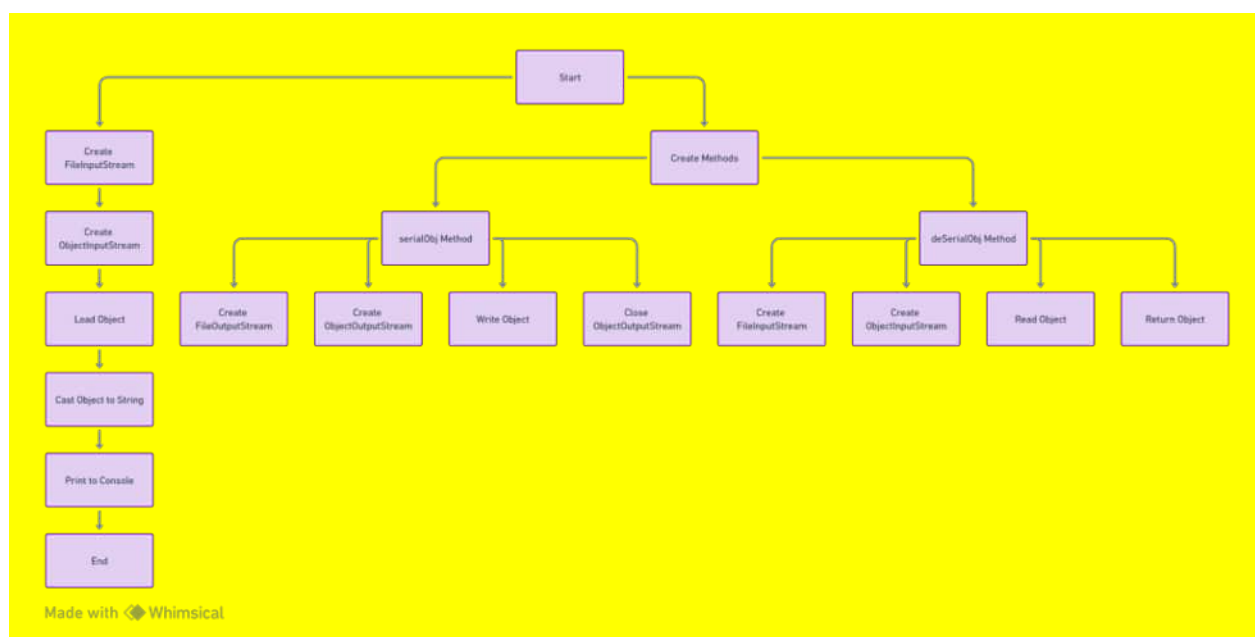 Start
Create
FileInputStream
Create Methods
Create
ObjectInputStream
serialObj Method
deSerialObj Method
Load Object
Create
FileOutputStream
Create
ObjectOutputStream
Write Object
Close
ObjectOutputStream
Create
FileInputStream
Create
ObjectInputStream
Read Object
Return Object
Cast Object to String
Print to Console
End
Made with Whimsical